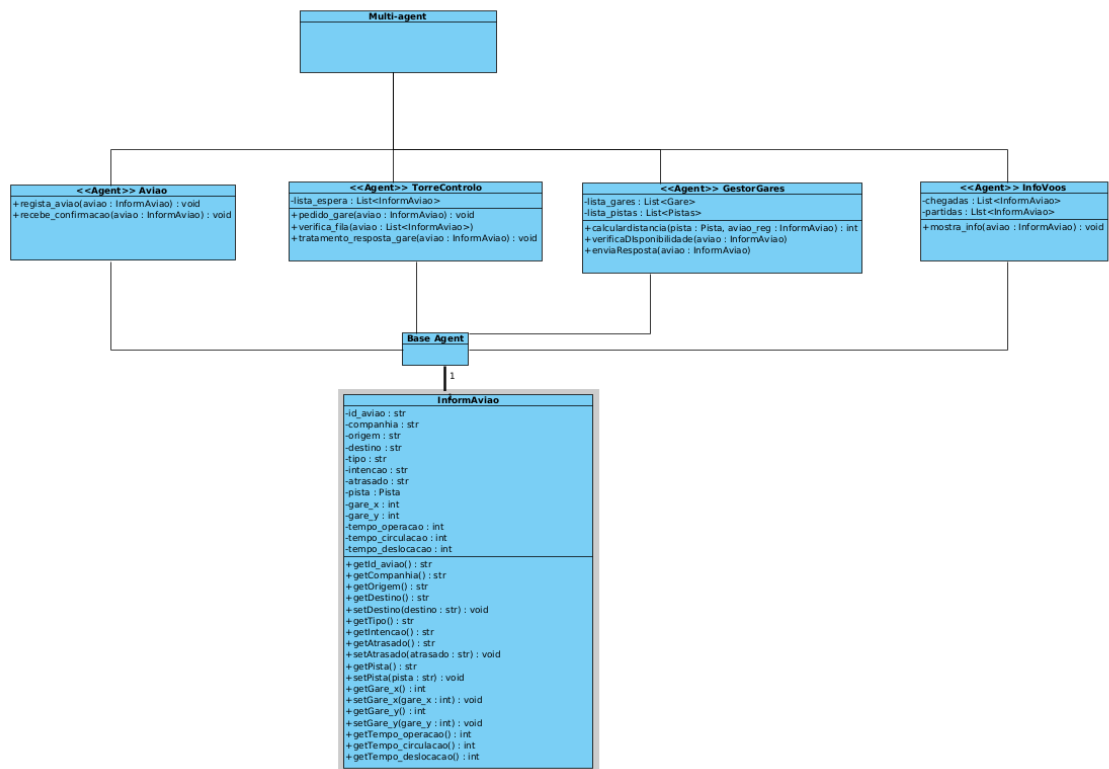 Multi-agent
<<Agent>> Aviao
+regista_aviao(aviao : InformAviao) : void
+recebe_confirmacao(aviao : InformAviao) : void
<<Agent>> TorreControlo
-lista_espera : List<InformAviao>
+pedido_gare(aviao : InformAviao) : void
+verifica_fila(aviao : List<InformAviao>)
+tratamento_resposta_gare(aviao : InformAviao) : void
<<Agent>> GestorGares
-lista_gares : List<Gare>
-lista_pistas : List<Pistas>
+calculardistancia(pista : Pista, aviao_reg : InformAviao) : int
+verificaDIsponibilidade(aviao : InformAviao)
+enviaResposta(aviao : InformAviao)
<<Agent>> InfoVoos
-chegadas : List<InformAviao>
-partidas : LIst<InformAviao>
+mostra_info(aviao : InformAviao) : void
Base Agent
1
InformAviao
-id_aviao : str
-companhia : str
-origem : str
-destino : str
-tipo : str
-intencao : str
-atrasado : str
-pista : Pista
-gare_x : int
-gare_y : int
-tempo_operacao : int
-tempo_circulacao : int
-tempo_deslocacao : int
+getId_aviao() : str
+getCompanhia() : str
+getOrigem() : str
+getDestino() : str
+setDestino(destino : str) : void
+getTipo() : str
+getIntencao() : str
+getAtrasado() : str
+setAtrasado(atrasado : str) : void
+getPista() : str
+setPista(pista : str) : void
+getGare_x() : int
+setGare_x(gare_x : int) : void
+getGare_y() : int
+setGare_y(gare_y : int) : void
+getTempo_operacao() : int
+getTempo_circulacao() : int
+getTempo_deslocacao() : int